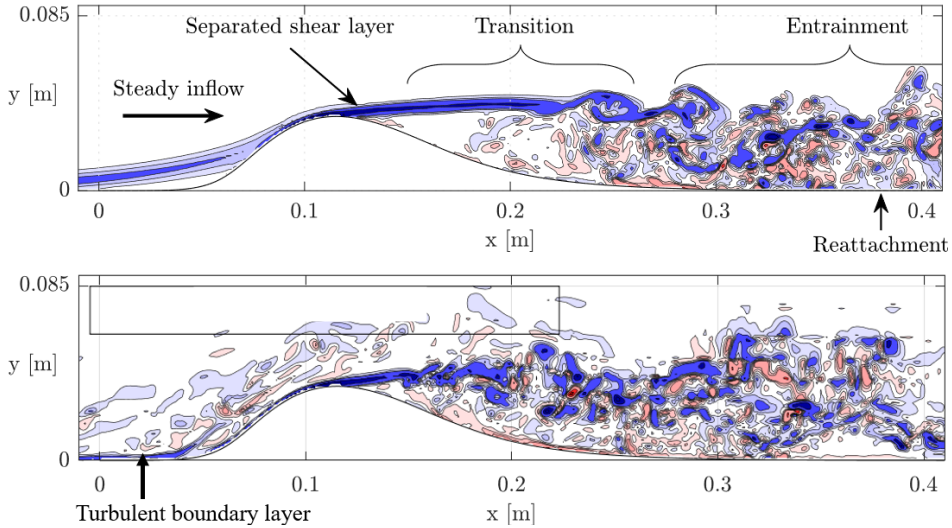 0.085
Separated shear layer
Transition
Entrainment
y [m]
Steady inflow
0
0
0.1
0.2
0.3
0.4
x [m]
Reattachment
0.085
y [m]
0
0
0.1
0.2
0.3
0.4
Turbulent boundary layer
x [m]